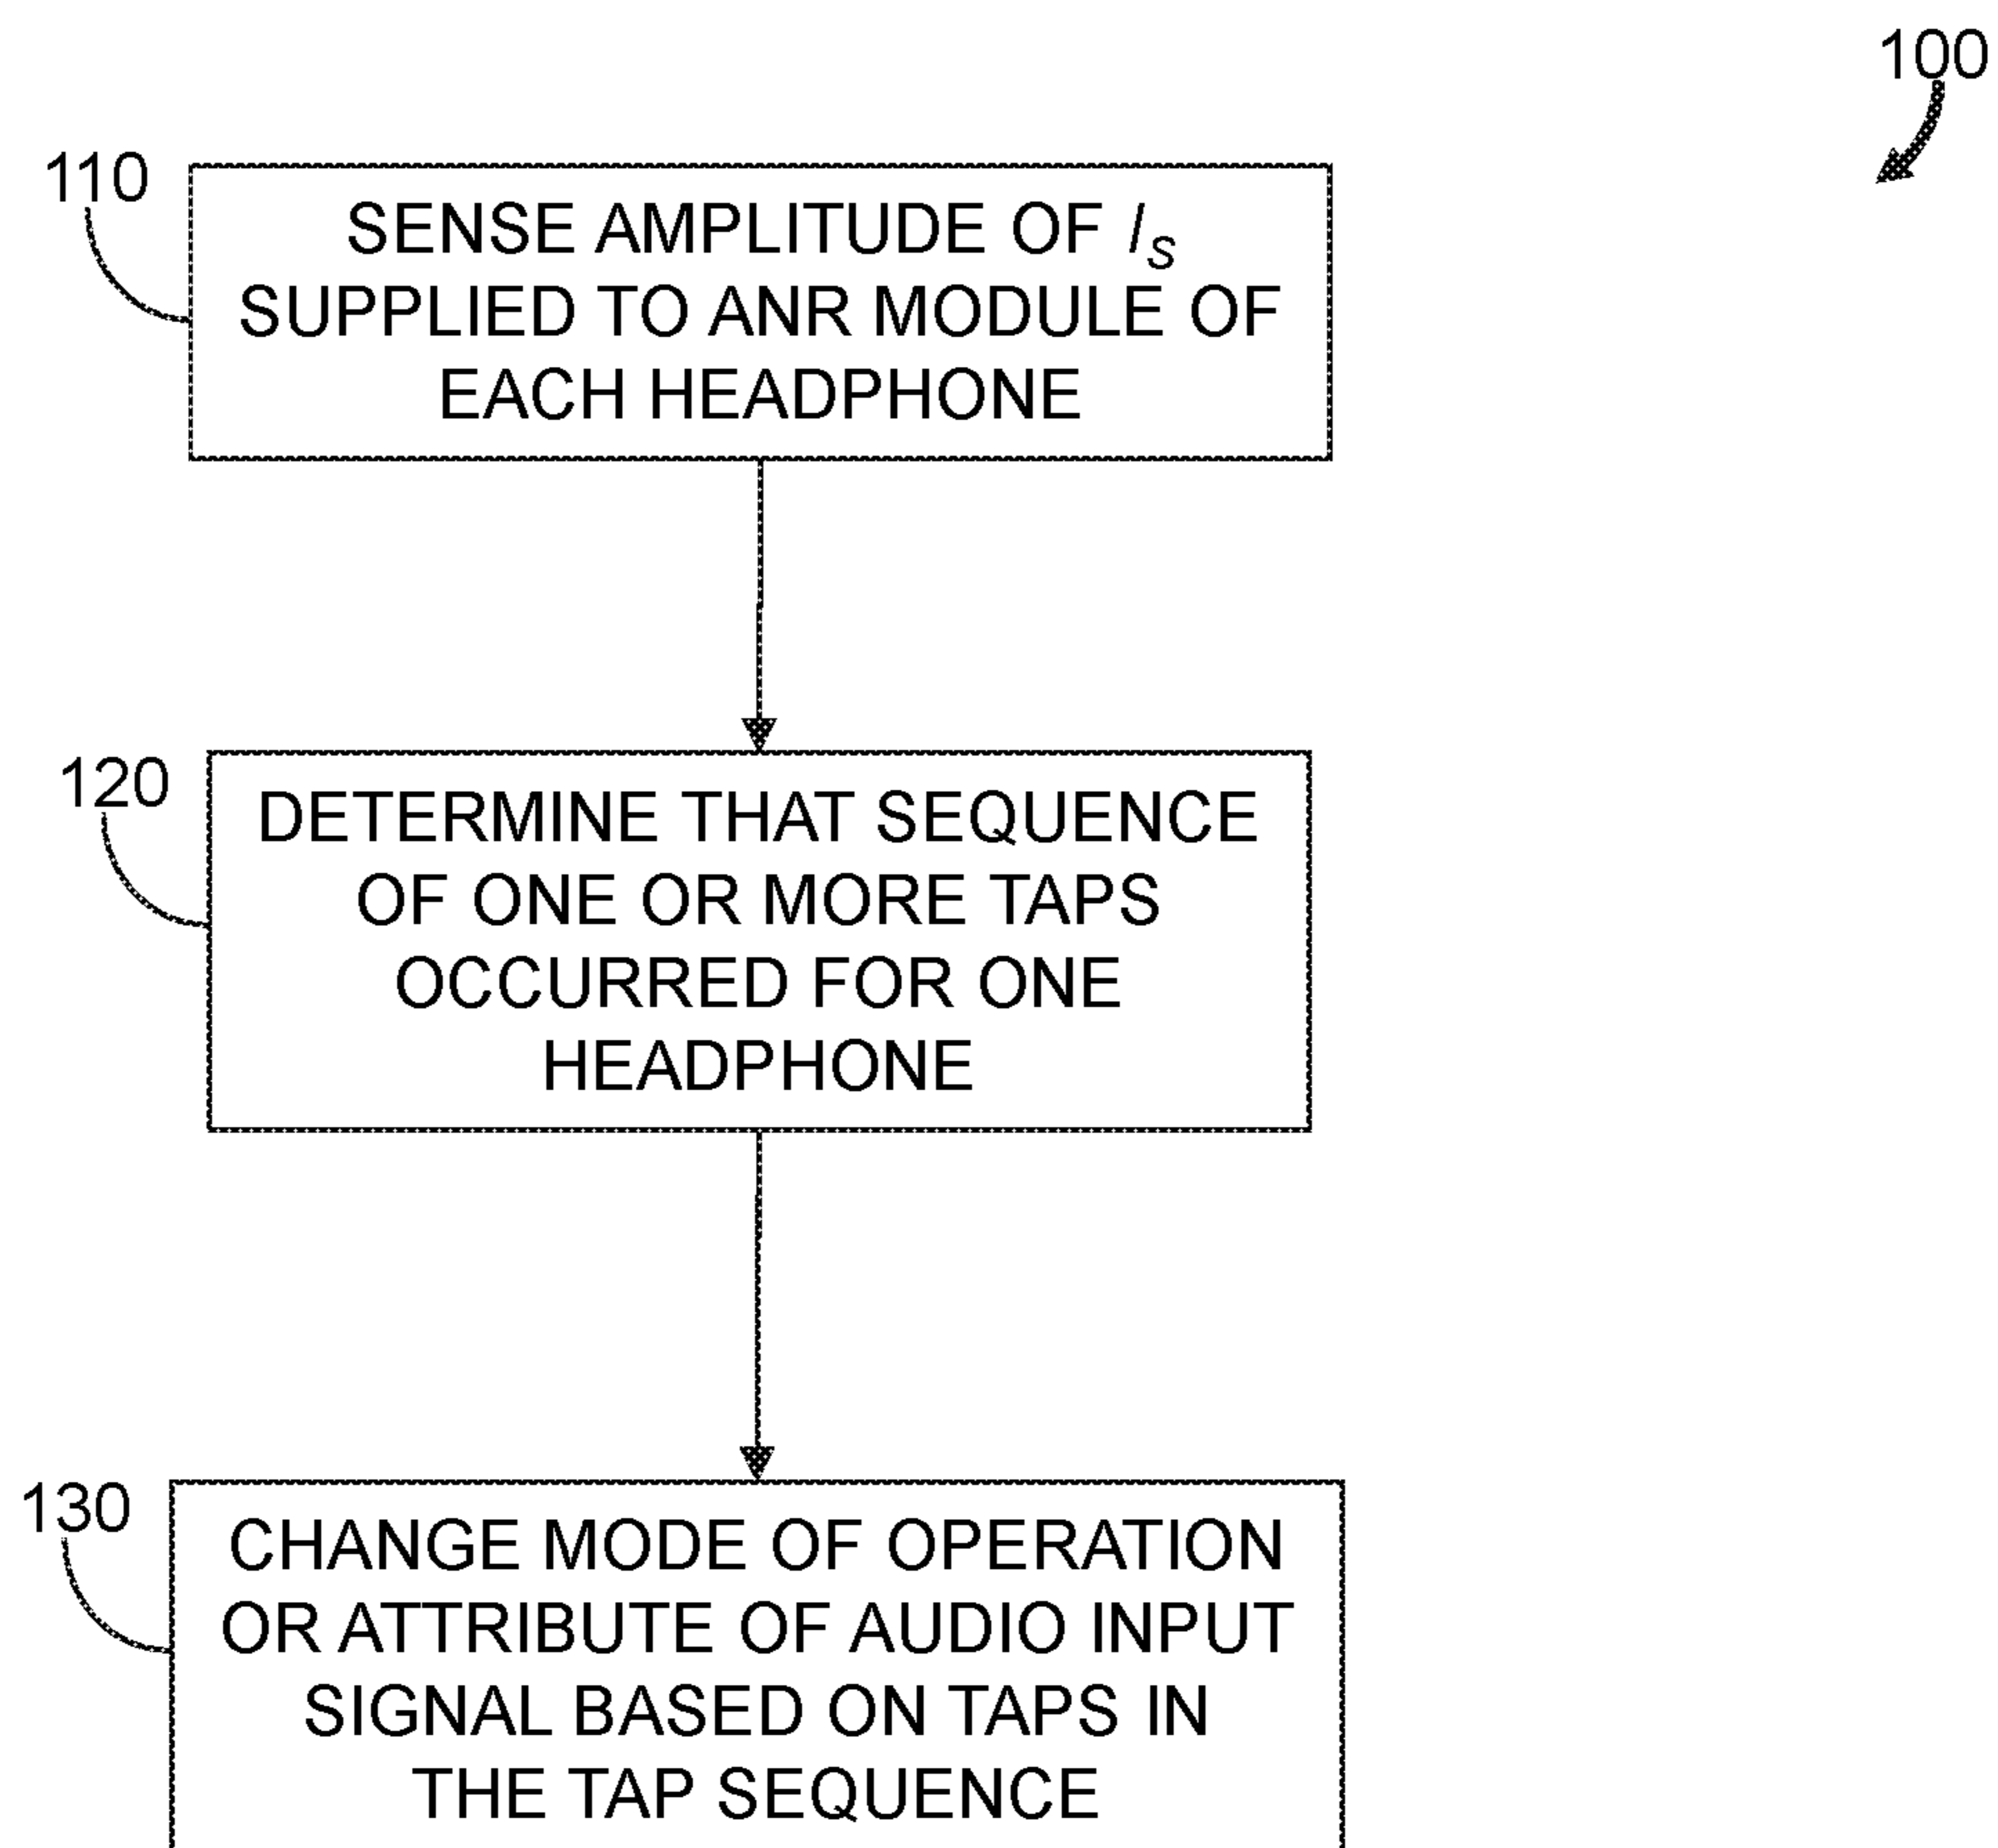 100
110
SENSE AMPLITUDE OF IS
SUPPLIED TO ANR MODULE OF
EACH HEADPHONE
120
DETERMINE THAT SEQUENCE
OF ONE OR MORE TAPS
OCCURRED FOR ONE
HEADPHONE
130
CHANGE MODE OF OPERATION
OR ATTRIBUTE OF AUDIO INPUT
SIGNAL BASED ON TAPS IN
THE TAP SEQUENCE